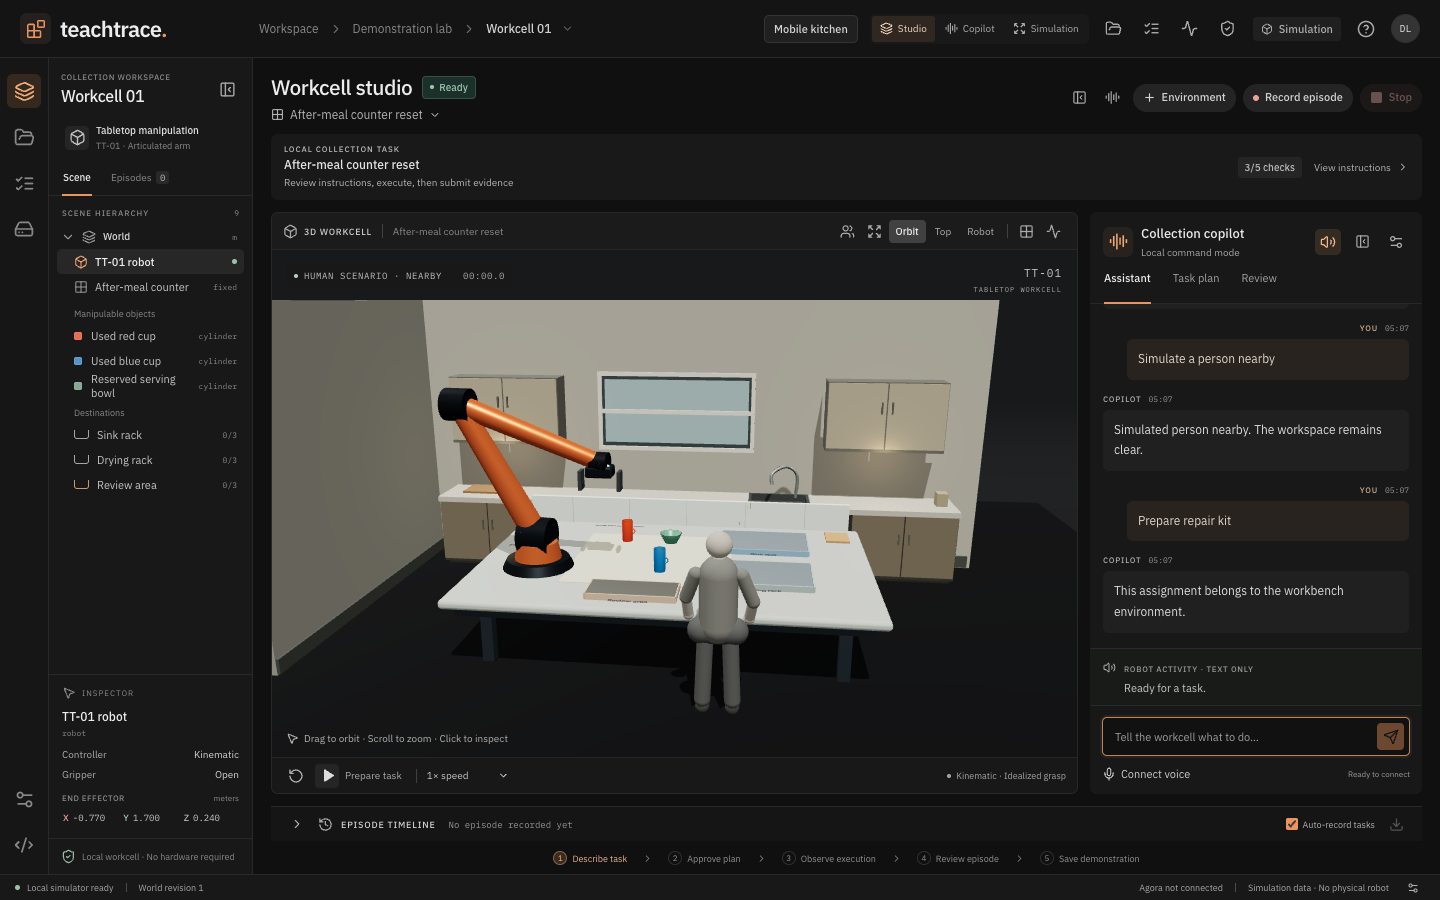 teachtrace.
Workspace
Demonstration lab
Workcell 01
Mobile kitchen
Studio
Copilot
Simulation
Simulation
DL
COLLECTION WORKSPACE
Workcell 01
Tabletop manipulation
TT-01 · Articulated arm
Scene
Episodes 0
SCENE HIERARCHY 9
World m
TT-01 robot
After-meal counter fixed
Manipulable objects
Used red cup cylinder
Used blue cup cylinder
Reserved serving bowl cylinder
Destinations
Sink rack 0/3
Drying rack 0/3
Review area 0/3
INSPECTOR
TT-01 robot
robot
Controller Kinematic
Gripper Open
END EFFECTOR meters
X -0.770 Y 1.700 Z 0.240
Local workcell · No hardware required
Workcell studio
Ready
After-meal counter reset
Environment
Record episode
Stop
LOCAL COLLECTION TASK
After-meal counter reset
Review instructions, execute, then submit evidence
3/5 checks
View instructions
3D WORKCELL
After-meal counter reset
Orbit
Top
Robot
HUMAN SCENARIO · NEARBY 00:00.0
TT-01
TABLETOP WORKCELL
Drag to orbit · Scroll to zoom · Click to inspect
Prepare task
1× speed
Kinematic · Idealized grasp
Collection copilot
Local command mode
Assistant
Task plan
Review
YOU 05:07
Simulate a person nearby
COPILOT 05:07
Simulated person nearby. The workspace remains
clear.
YOU 05:07
Prepare repair kit
COPILOT 05:07
This assignment belongs to the workbench
environment.
ROBOT ACTIVITY · TEXT ONLY
Ready for a task.
Tell the workcell what to do...
Connect voice
Ready to connect
EPISODE TIMELINE
No episode recorded yet
Auto-record tasks
1 Describe task
2 Approve plan
3 Observe execution
4 Review episode
5 Save demonstration
Local simulator ready
World revision 1
Agora not connected
Simulation data · No physical robot